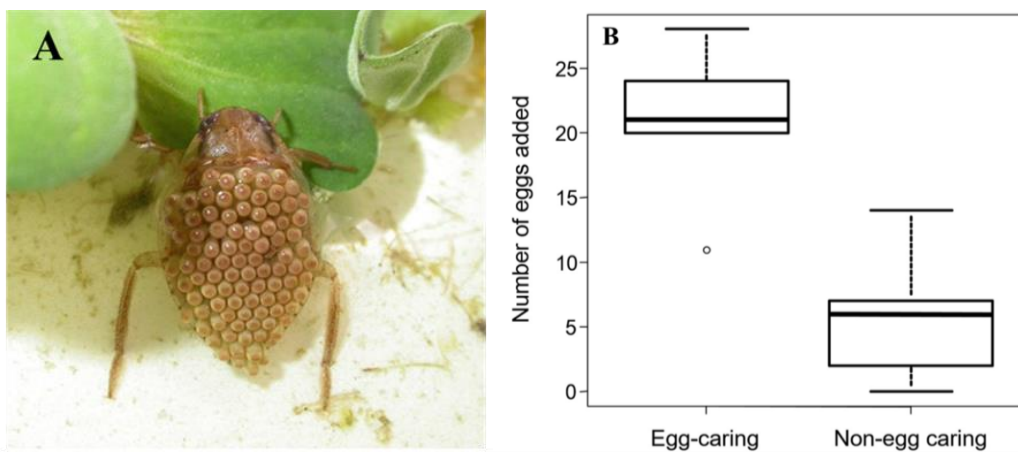 A
B
Number of eggs added
25
20
15
10
5
0
Egg-caring
Non-egg caring